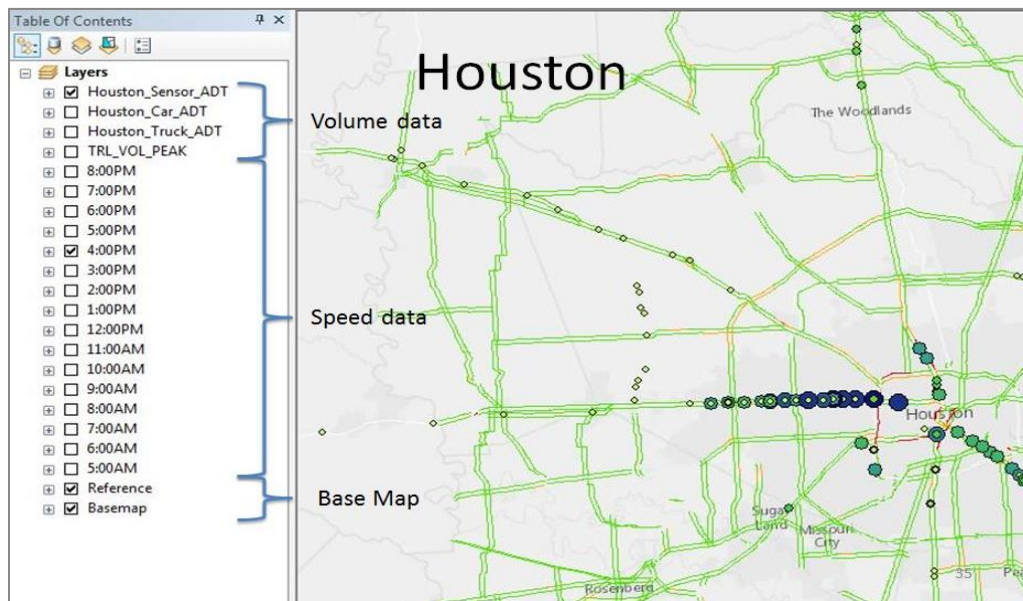 Table Of Contents
Layers
Houston_Sensor_ADT
Houston_Car_ADT
Houston_Truck_ADT
TRL_VOL_PEAK
8:00PM
7:00PM
6:00PM
5:00PM
4:00PM
3:00PM
2:00PM
1:00PM
12:00PM
11:00AM
10:00AM
9:00AM
8:00AM
7:00AM
6:00AM
5:00AM
Reference
Basemap
Volume data
Speed data
Base Map
Houston
The Woodlands
Houston
Sugar
Land
Missouri
City
Rosenberg
35
Pea